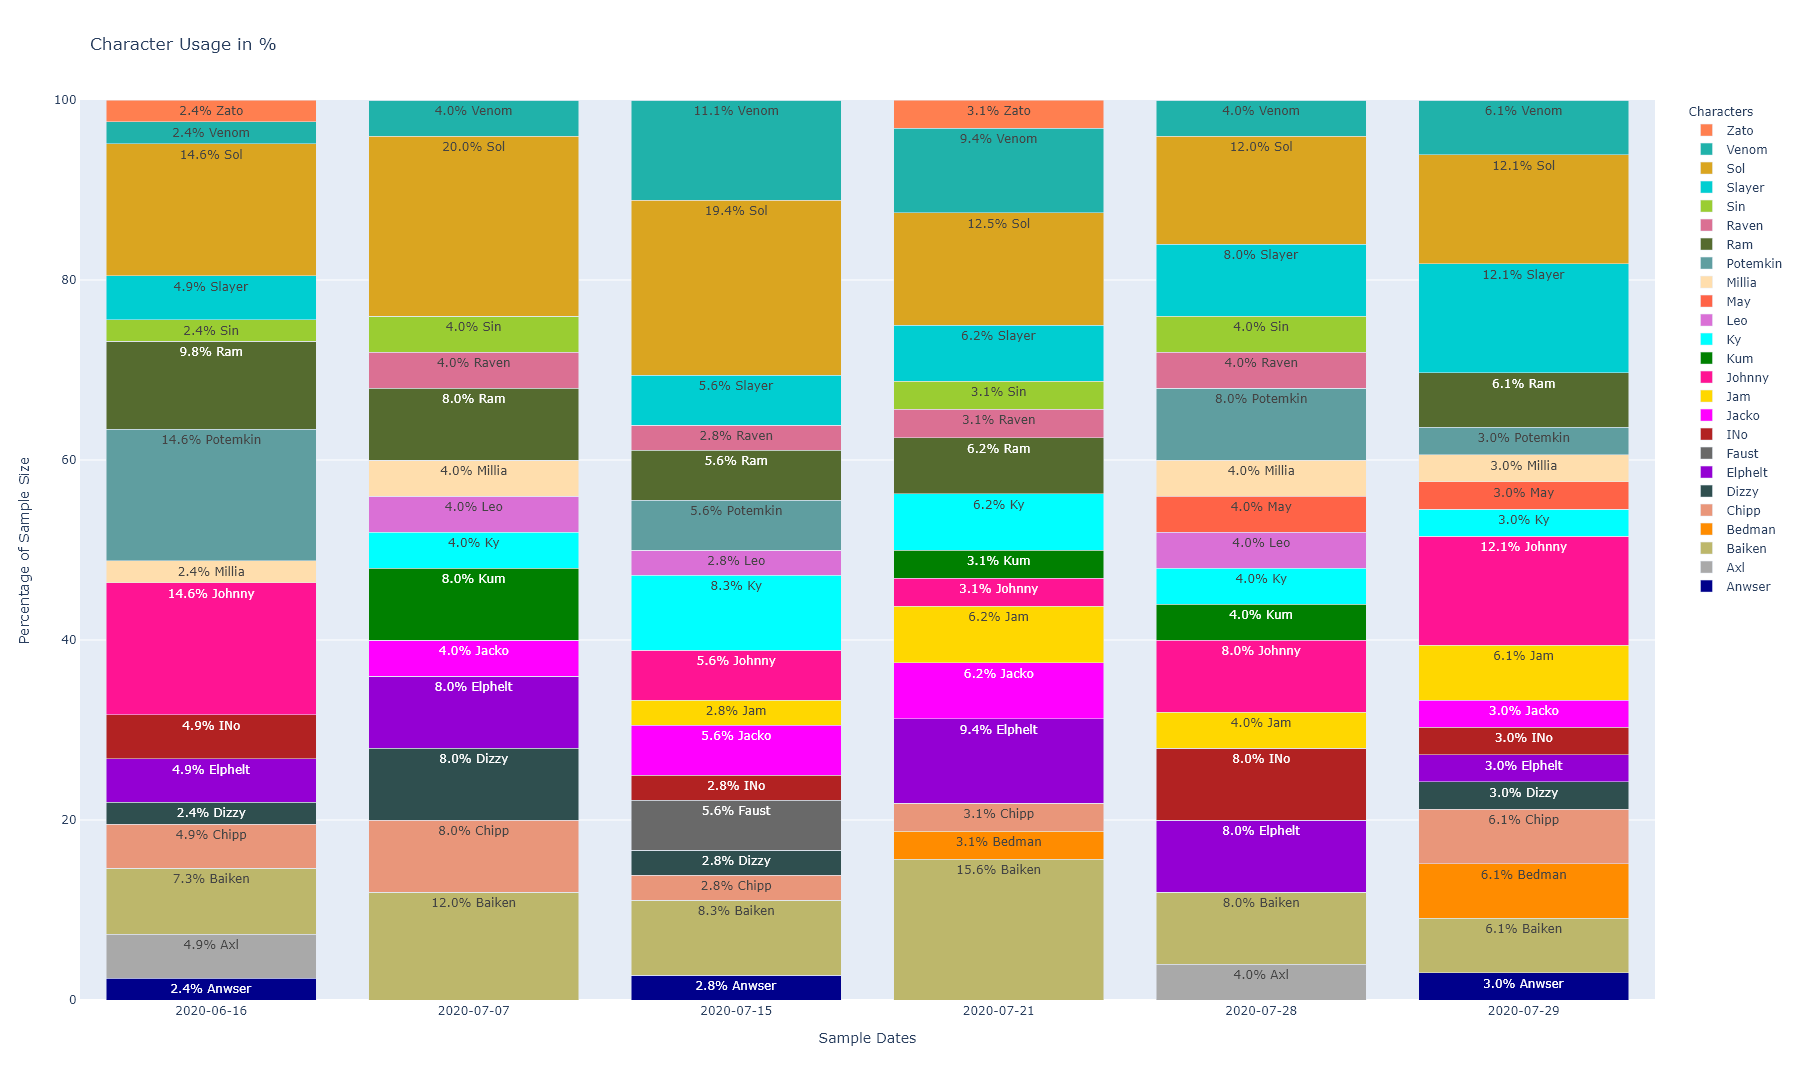 Character Usage in %
Percentage of Sample Size
100
80
60
40
20
0
2.4% Zato
2.4% Venom
14.6% Sol
4.9% Slayer
2.4% Sin
9.8% Ram
14.6% Potemkin
2.4% Millia
14.6% Johnny
4.9% INo
4.9% Elphelt
2.4% Dizzy
4.9% Chipp
7.3% Baiken
4.9% Axl
2.4% Anwser
2020-06-16
4.0% Venom
20.0% Sol
4.0% Sin
4.0% Raven
8.0% Ram
4.0% Millia
4.0% Leo
4.0% Ky
8.0% Kum
4.0% Jacko
8.0% Elphelt
8.0% Dizzy
8.0% Chipp
12.0% Baiken
2020-07-07
11.1% Venom
19.4% Sol
5.6% Slayer
2.8% Raven
5.6% Ram
5.6% Potemkin
2.8% Leo
8.3% Ky
5.6% Johnny
2.8% Jam
5.6% Jacko
2.8% INo
5.6% Faust
2.8% Dizzy
2.8% Chipp
8.3% Baiken
2.8% Anwser
2020-07-15
3.1% Zato
9.4% Venom
12.5% Sol
6.2% Slayer
3.1% Sin
3.1% Raven
6.2% Ram
6.2% Ky
3.1% Kum
3.1% Johnny
6.2% Jam
6.2% Jacko
9.4% Elphelt
3.1% Chipp
3.1% Bedman
15.6% Baiken
2020-07-21
4.0% Venom
12.0% Sol
8.0% Slayer
4.0% Sin
4.0% Raven
8.0% Potemkin
4.0% Millia
4.0% May
4.0% Leo
4.0% Ky
4.0% Kum
8.0% Johnny
4.0% Jam
8.0% INo
8.0% Elphelt
8.0% Baiken
4.0% Axl
2020-07-28
6.1% Venom
12.1% Sol
12.1% Slayer
6.1% Ram
3.0% Potemkin
3.0% Millia
3.0% May
3.0% Ky
12.1% Johnny
6.1% Jam
3.0% Jacko
3.0% INo
3.0% Elphelt
3.0% Dizzy
6.1% Chipp
6.1% Bedman
6.1% Baiken
3.0% Anwser
2020-07-29
Sample Dates
Characters
Zato
Venom
Sol
Slayer
Sin
Raven
Ram
Potemkin
Millia
May
Leo
Ky
Kum
Johnny
Jam
Jacko
INo
Faust
Elphelt
Dizzy
Chipp
Bedman
Baiken
Axl
Anwser